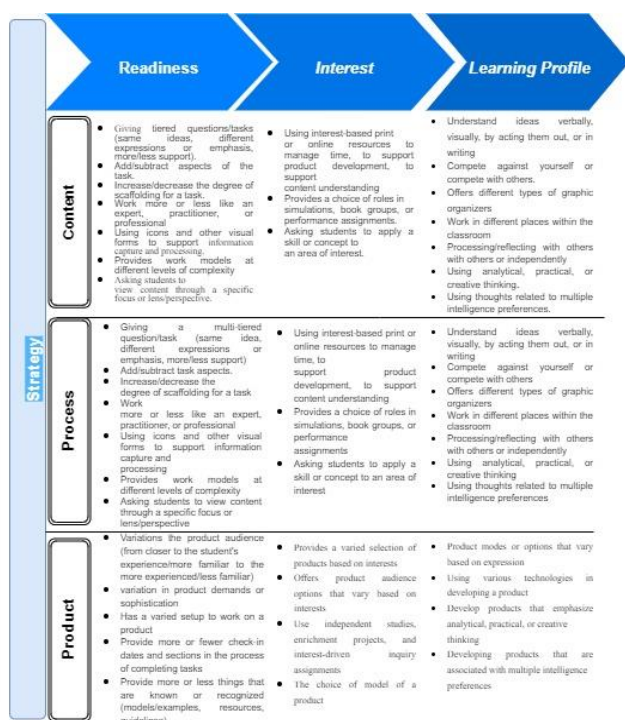 Readiness
Interest
Learning Profile
Strategy
Content
● Giving tiered questions/tasks
(same ideas, different
expressions or emphasis,
more/less support).
● Add/subtract aspects of the
task.
● Increase/decrease the degree of
scaffolding for a task.
● Work more or less like an
expert, practitioner, or
professional
● Using icons and other visual
forms to support information
capture and processing.
● Provides work models at
different levels of complexity
● Asking students to
view content through a specific
focus or lens/perspective.
● Using interest-based print
or online resources to
manage time, to support
product development, to
support
content understanding
● Provides a choice of roles in
simulations, book groups, or
performance assignments.
● Asking students to apply a
skill or concept to
an area of interest.
● Understand ideas verbally,
visually, by acting them out, or in
writing
● Compete against yourself or
compete with others.
● Offers different types of graphic
organizers
● Work in different places within the
classroom
● Processing/reflecting with others
with others or independently
● Using analytical, practical, or
creative thinking.
● Using thoughts related to multiple
intelligence preferences.
Process
● Giving a multi-tiered
question/task (same idea,
different expressions or
emphasis, more/less support)
● Add/subtract task aspects.
● Increase/decrease the
degree of scaffolding for a task
● Work
more or less like an expert,
practitioner, or professional
● Using icons and other visual
forms to support information
capture and
processing
● Provides work models at
different levels of complexity
● Asking students to view content
through a specific focus or
lens/perspective
● Using interest-based print or
online resources to manage
time, to
support product
development, to support
content understanding
● Provides a choice of roles in
simulations, book groups, or
performance
assignments
● Asking students to apply a
skill or concept to an area of
interest
● Understand ideas verbally,
visually, by acting them out, or in
writing
● Compete against yourself or
compete with others
● Offers different types of graphic
organizers
● Work in different places within the
classroom
● Processing/reflecting with others
with others or independently
● Using analytical, practical, or
creative thinking
● Using thoughts related to multiple
intelligence preferences
Product
● Variations the product audience
(from closer to the student's
experience/more familiar to the
more experienced/less familiar)
● variation in product demands or
sophistication
● Has a varied setup to work on a
product
● Provide more or fewer check-in
dates and sections in the process
of completing tasks
● Provide more or less things that
are known or recognized
(models/examples, resources,
guidelines)
● Provides a varied selection of
products based on interests
● Offers product audience
options that vary based on
interests
● Use independent studies,
enrichment projects, and
interest-driven inquiry
assignments
● The choice of model of a
product
● Product modes or options that vary
based on expression
● Using various technologies in
developing a product
● Develop products that emphasize
analytical, practical, or creative
thinking
● Developing products that are
associated with multiple intelligence
preferences